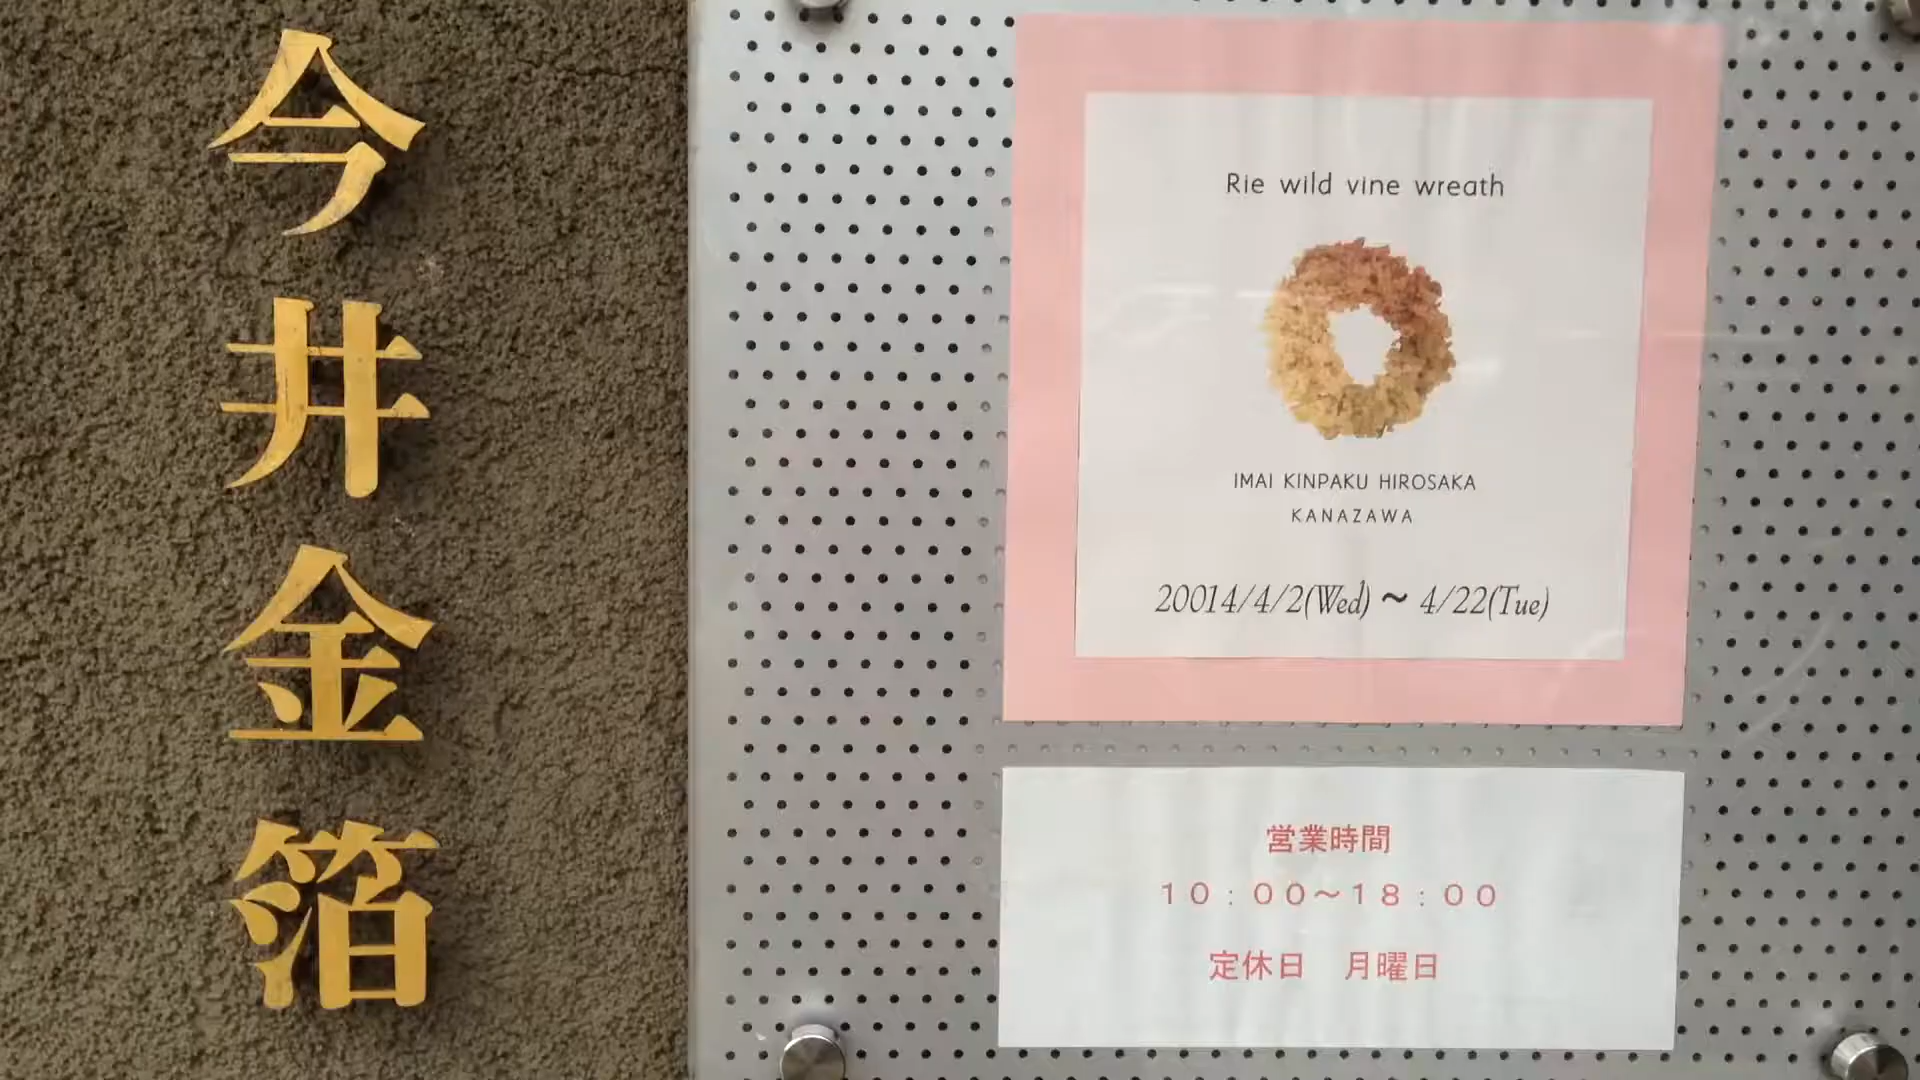 今井金箔
Rie wild vine wreath
IMAI KINPAKU HIROSAKA
KANAZAWA
20014/4/2(Wed) 〜 4/22(Tue)
営業時間
10：00〜18：00
定休日　月曜日